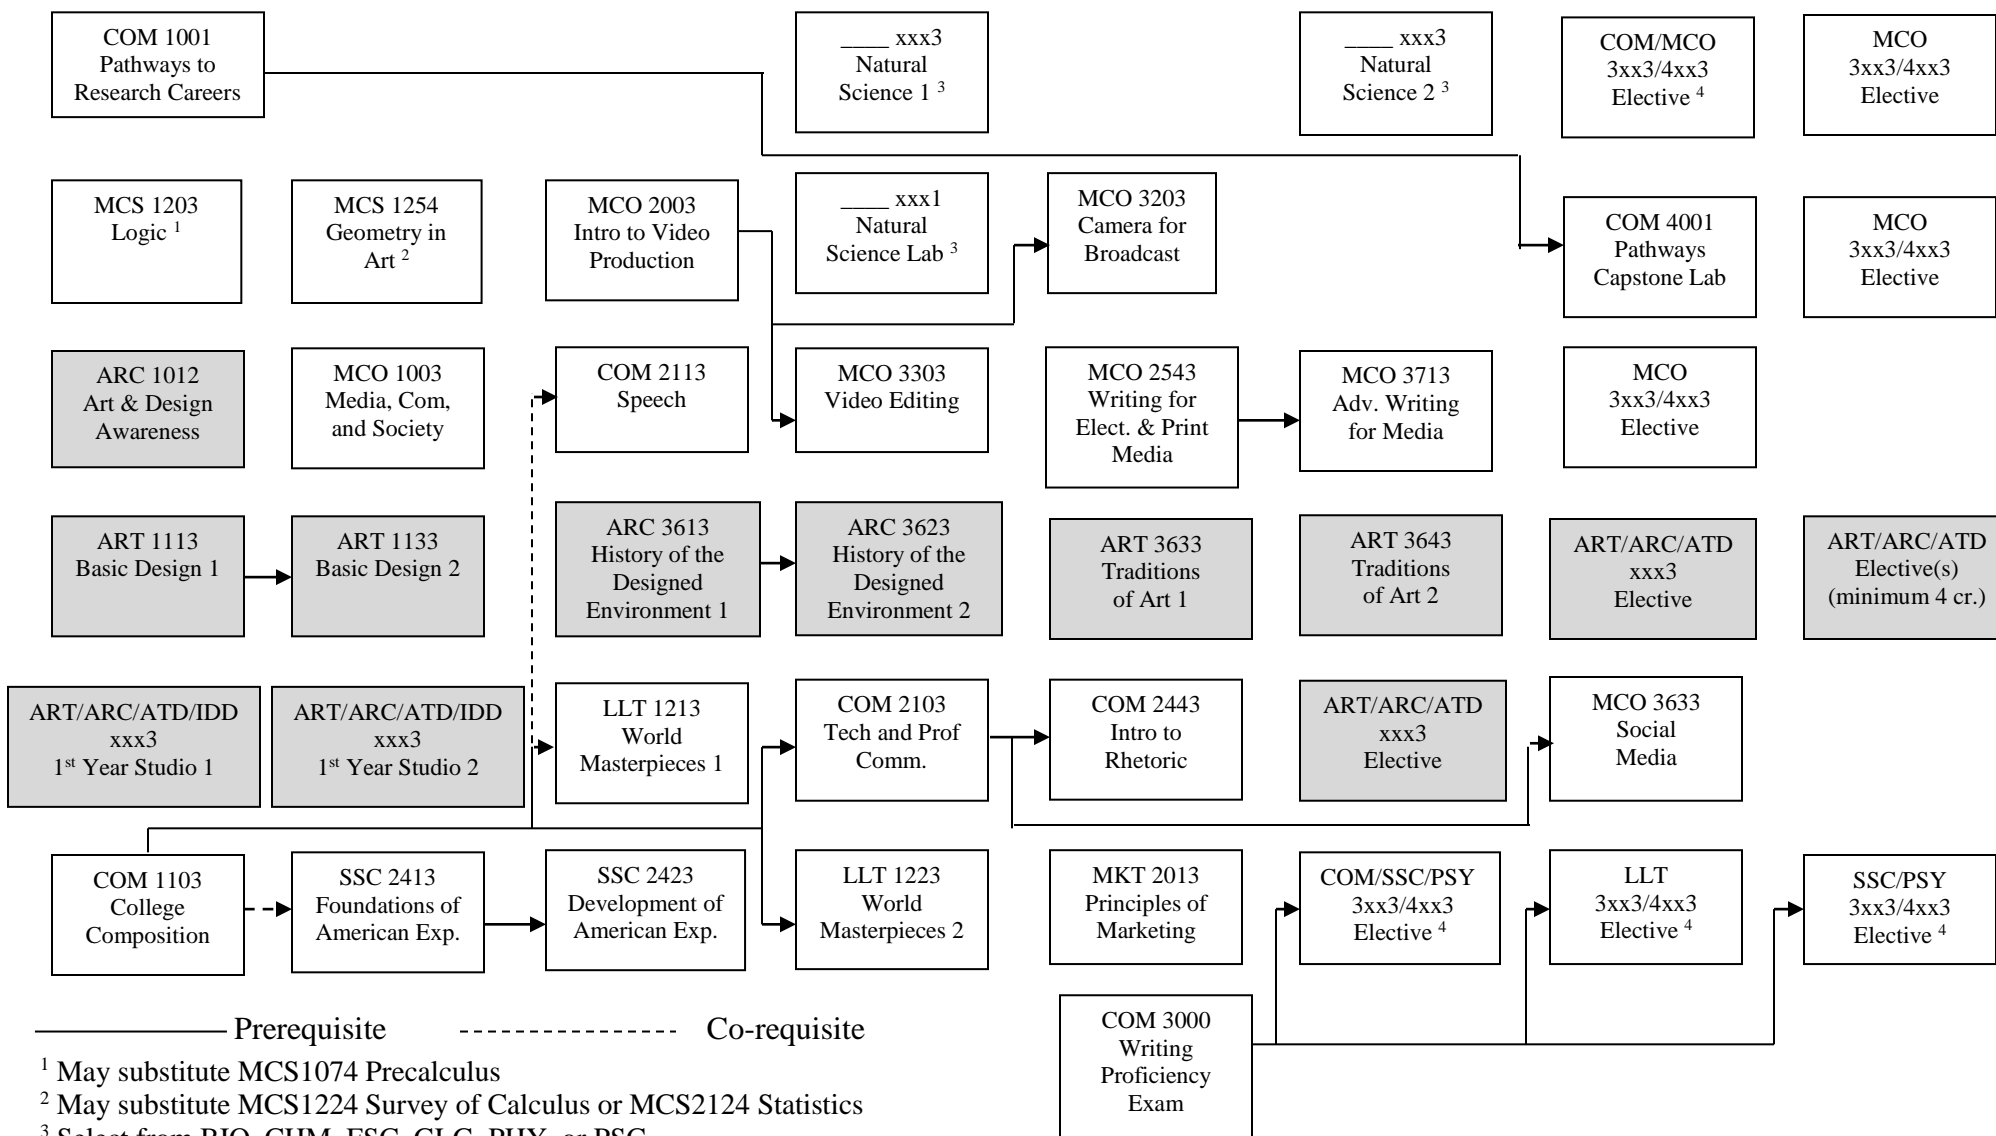 COM 1001
Pathways to
Research Careers
____ xxx3
Natural
Science 1 ³
____ xxx3
Natural
Science 2 ³
COM/MCO
3xx3/4xx3
Elective ⁴
MCO
3xx3/4xx3
Elective
MCS 1203
Logic ¹
MCS 1254
Geometry in
Art ²
MCO 2003
Intro to Video
Production
____ xxx1
Natural
Science Lab ³
MCO 3203
Camera for
Broadcast
COM 4001
Pathways
Capstone Lab
MCO
3xx3/4xx3
Elective
ARC 1012
Art & Design
Awareness
MCO 1003
Media, Com,
and Society
COM 2113
Speech
MCO 3303
Video Editing
MCO 2543
Writing for
Elect. & Print
Media
MCO 3713
Adv. Writing
for Media
MCO
3xx3/4xx3
Elective
ART 1113
Basic Design 1
ART 1133
Basic Design 2
ARC 3613
History of the
Designed
Environment 1
ARC 3623
History of the
Designed
Environment 2
ART 3633
Traditions
of Art 1
ART 3643
Traditions
of Art 2
ART/ARC/ATD
xxx3
Elective
ART/ARC/ATD
Elective(s)
(minimum 4 cr.)
ART/ARC/ATD/IDD
xxx3
1st Year Studio 1
ART/ARC/ATD/IDD
xxx3
1st Year Studio 2
LLT 1213
World
Masterpieces 1
COM 2103
Tech and Prof
Comm.
COM 2443
Intro to
Rhetoric
ART/ARC/ATD
xxx3
Elective
MCO 3633
Social
Media
COM 1103
College
Composition
SSC 2413
Foundations of
American Exp.
SSC 2423
Development of
American Exp.
LLT 1223
World
Masterpieces 2
MKT 2013
Principles of
Marketing
COM/SSC/PSY
3xx3/4xx3
Elective ⁴
LLT
3xx3/4xx3
Elective ⁴
SSC/PSY
3xx3/4xx3
Elective ⁴
COM 3000
Writing
Proficiency
Exam
Prerequisite
Co-requisite
¹ May substitute MCS1074 Precalculus
² May substitute MCS1224 Survey of Calculus or MCS2124 Statistics
³ Select from BIO, CHM, ESC, GLG, PHY, or PSC